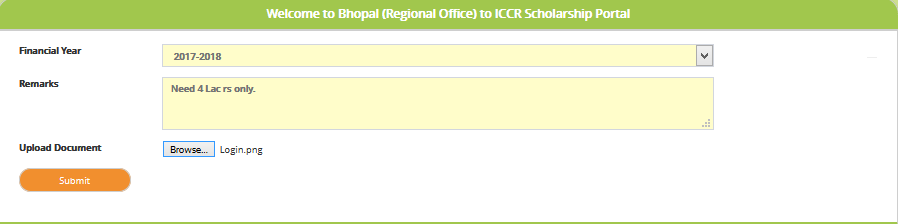 Welcome to Bhopal (Regional Office) to ICCR Scholarship Portal
Financial Year
2017-2018
Remarks
Need 4 Lac rs only.
Upload Document
Browse... Login.png
Submit